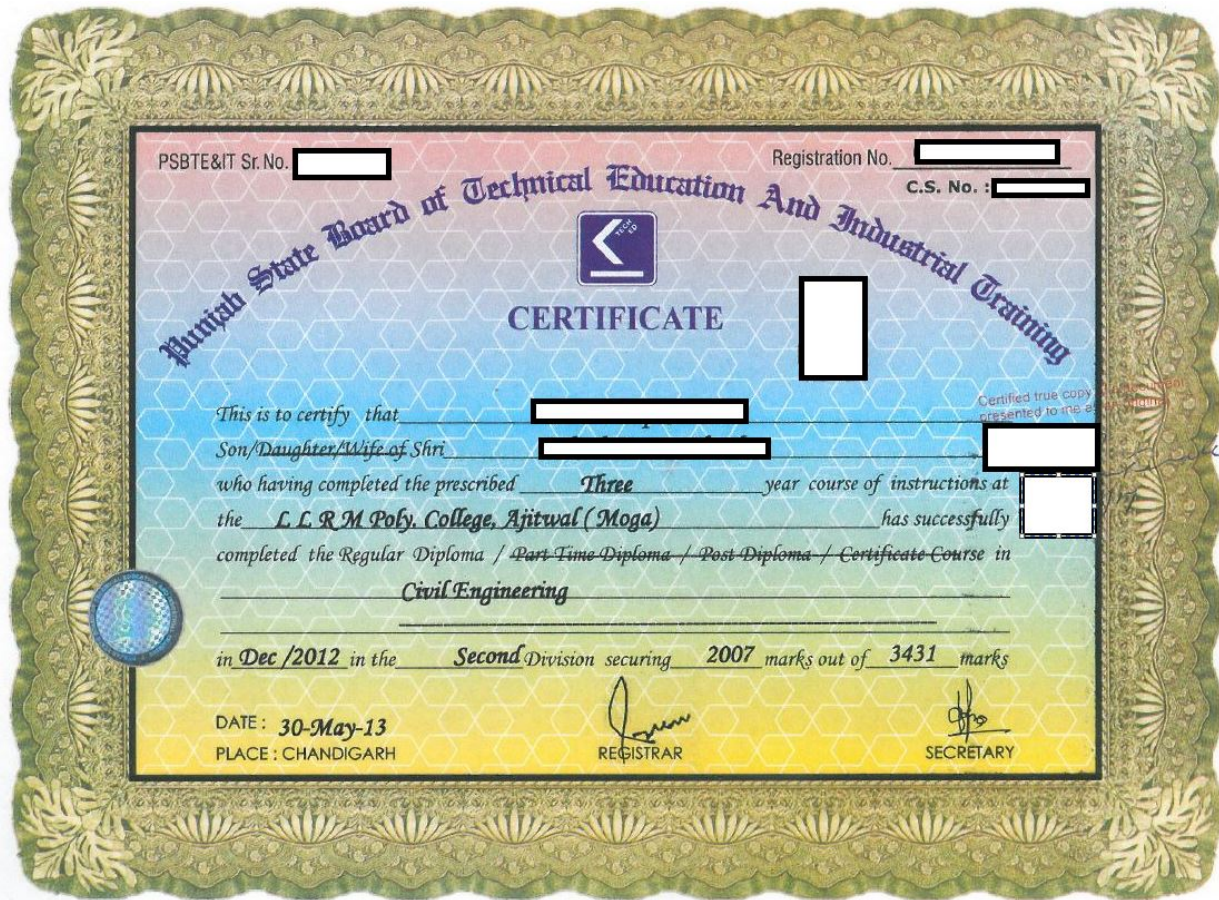 PSBTE&IT Sr. No.
Registration No.
C.S. No. :
Punjab State Board of Technical Education And Industrial Training
TECH
ED
CERTIFICATE
This is to certify that
Certified true copy
presented to me as
Son/Daughter/Wife of Shri
who having completed the prescribed Three year course of instructions at
the L L R M Poly. College, Ajitwal ( Moga) has successfully
completed the Regular Diploma / Part Time Diploma / Post Diploma / Certificate Course in
Civil Engineering
in Dec /2012 in the Second Division securing 2007 marks out of 3431 marks
DATE : 30-May-13
PLACE : CHANDIGARH
REGISTRAR
SECRETARY